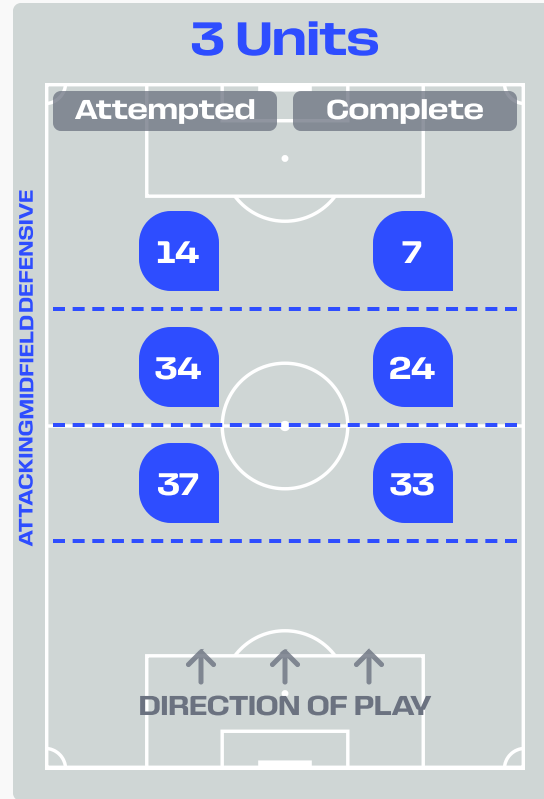 3 Units
Attempted Complete
14 7
34 24
37 33
ATTACKINGMIDFIELDDEFENSIVE
DIRECTION OF PLAY